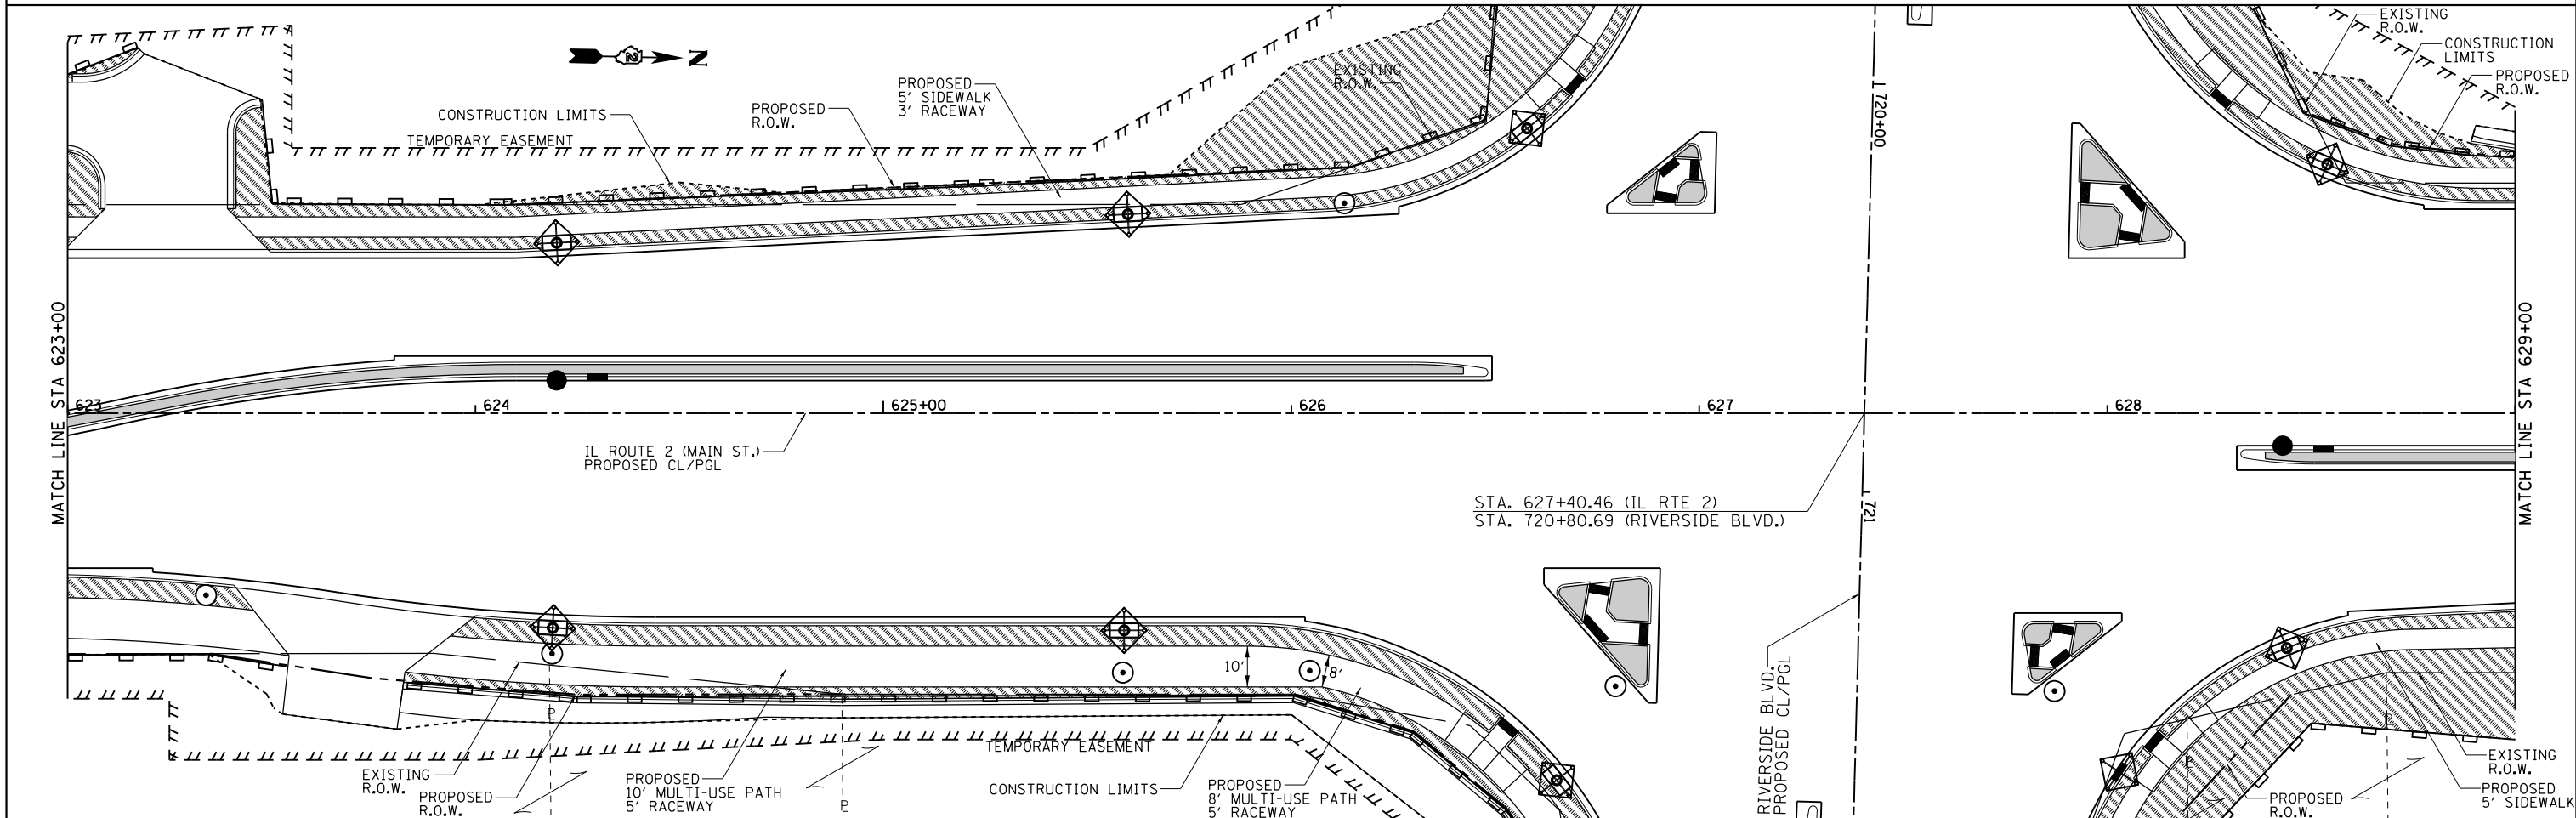 EXISTING
R.O.W.
CONSTRUCTION
LIMITS
PROPOSED
R.O.W.
2
N
PROPOSED
5' SIDEWALK
3' RACEWAY
PROPOSED
R.O.W.
CONSTRUCTION LIMITS
TEMPORARY EASEMENT
EXISTING
R.O.W.
720+00
MATCH LINE STA 623+00
623
624
625+00
626
627
628
MATCH LINE STA 629+00
IL ROUTE 2 (MAIN ST.)
PROPOSED CL/PGL
STA. 627+40.46 (IL RTE 2)
STA. 720+80.69 (RIVERSIDE BLVD.)
721
RIVERSIDE BLVD.
PROPOSED CL/PGL
10'
8'
TEMPORARY EASEMENT
EXISTING
R.O.W.
PROPOSED
R.O.W.
PROPOSED
10' MULTI-USE PATH
5' RACEWAY
CONSTRUCTION LIMITS
PROPOSED
8' MULTI-USE PATH
5' RACEWAY
EXISTING
R.O.W.
PROPOSED
5' SIDEWALK
PROPOSED
R.O.W.